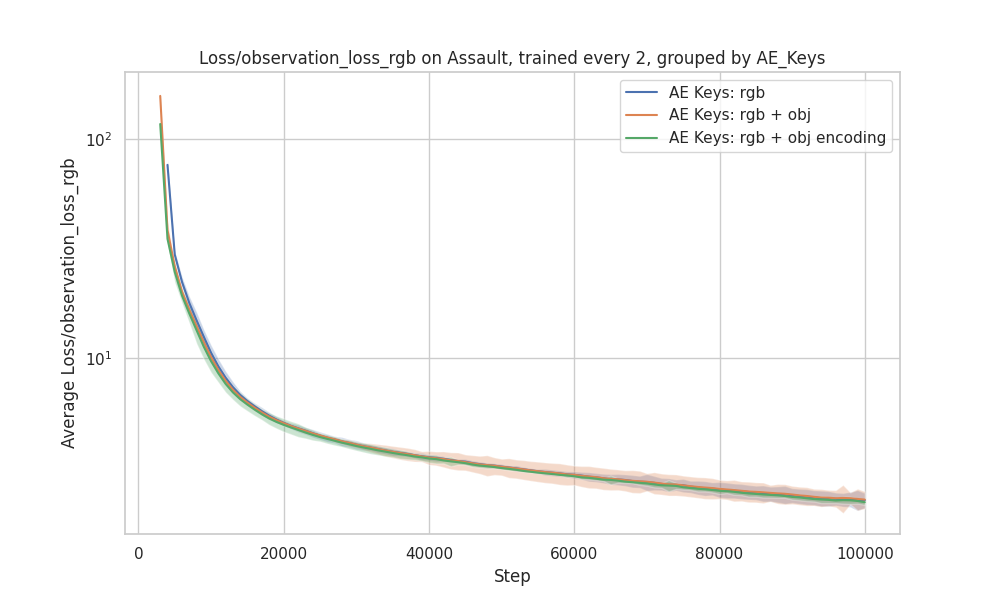 Loss/observation_loss_rgb on Assault, trained every 2, grouped by AE_Keys
AE Keys: rgb
AE Keys: rgb + obj
AE Keys: rgb + obj encoding
Average Loss/observation_loss_rgb
10²
10¹
0
20000
40000
60000
80000
100000
Step